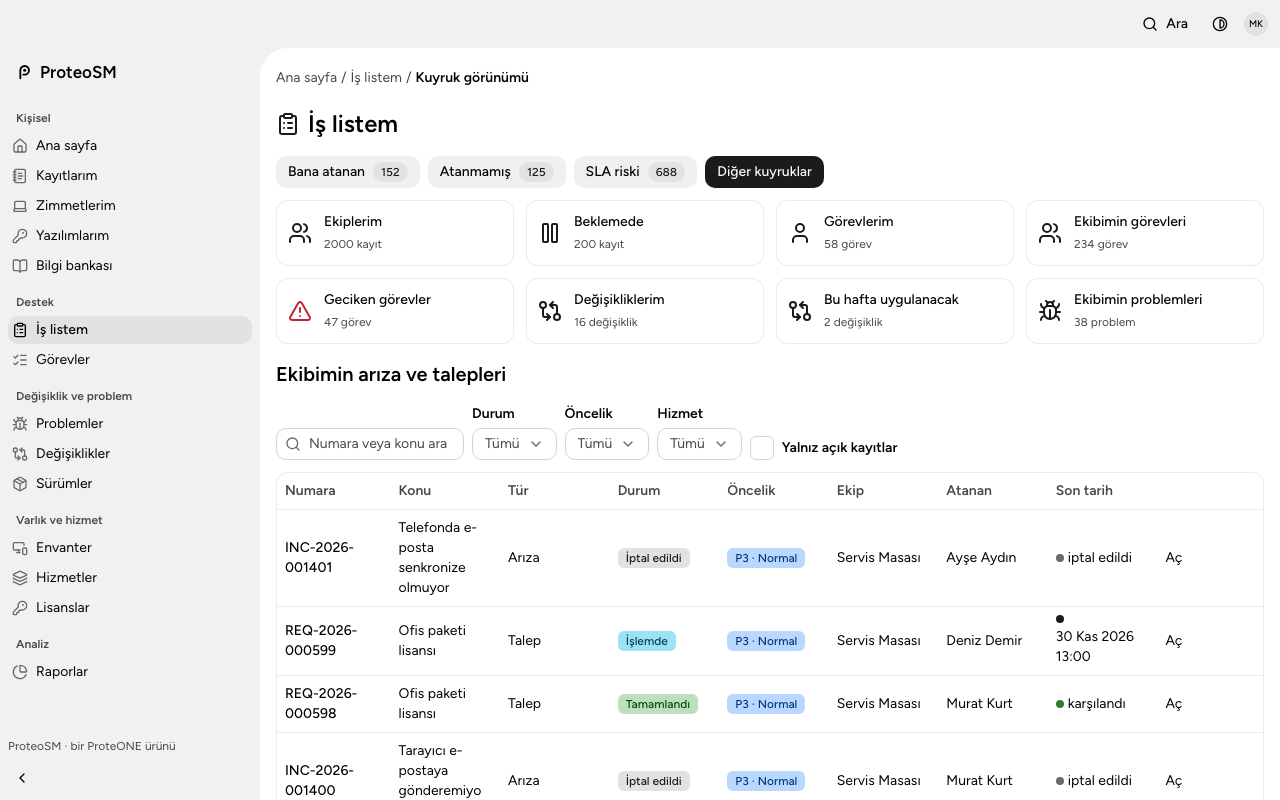 Ara
MK
ProteoSM
Kişisel
Ana sayfa
Kayıtlarım
Zimmetlerim
Yazılımlarım
Bilgi bankası
Destek
İş listem
Görevler
Değişiklik ve problem
Problemler
Değişiklikler
Sürümler
Varlık ve hizmet
Envanter
Hizmetler
Lisanslar
Analiz
Raporlar
ProteoSM · bir ProteONE ürünü
Ana sayfa / İş listem / Kuyruk görünümü
İş listem
Bana atanan 152 Atanmamış 125 SLA riski 688 Diğer kuyruklar
Ekiplerim
2000 kayıt
Beklemede
200 kayıt
Görevlerim
58 görev
Ekibimin görevleri
234 görev
Geciken görevler
47 görev
Değişikliklerim
16 değişiklik
Bu hafta uygulanacak
2 değişiklik
Ekibimin problemleri
38 problem
Ekibimin arıza ve talepleri
Numara veya konu ara
Durum
Tümü
Öncelik
Tümü
Hizmet
Tümü
Yalnız açık kayıtlar
Numara Konu Tür Durum Öncelik Ekip Atanan Son tarih
INC-2026-
001401
Telefonda e-
posta
senkronize
olmuyor
Arıza
İptal edildi
P3 · Normal
Servis Masası
Ayşe Aydın
iptal edildi
Aç
REQ-2026-
000599
Ofis paketi
lisansı
Talep
İşlemde
P3 · Normal
Servis Masası
Deniz Demir
30 Kas 2026
13:00
Aç
REQ-2026-
000598
Ofis paketi
lisansı
Talep
Tamamlandı
P3 · Normal
Servis Masası
Murat Kurt
karşılandı
Aç
INC-2026-
001400
Tarayıcı e-
postaya
gönderemiyo
Arıza
İptal edildi
P3 · Normal
Servis Masası
Murat Kurt
iptal edildi
Aç